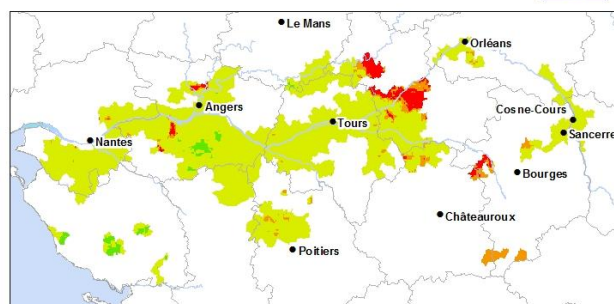 Le Mans
Orléans
Angers
Cosne-Cours
Tours
Sancerre
Nantes
Bourges
Châteauroux
Poitiers